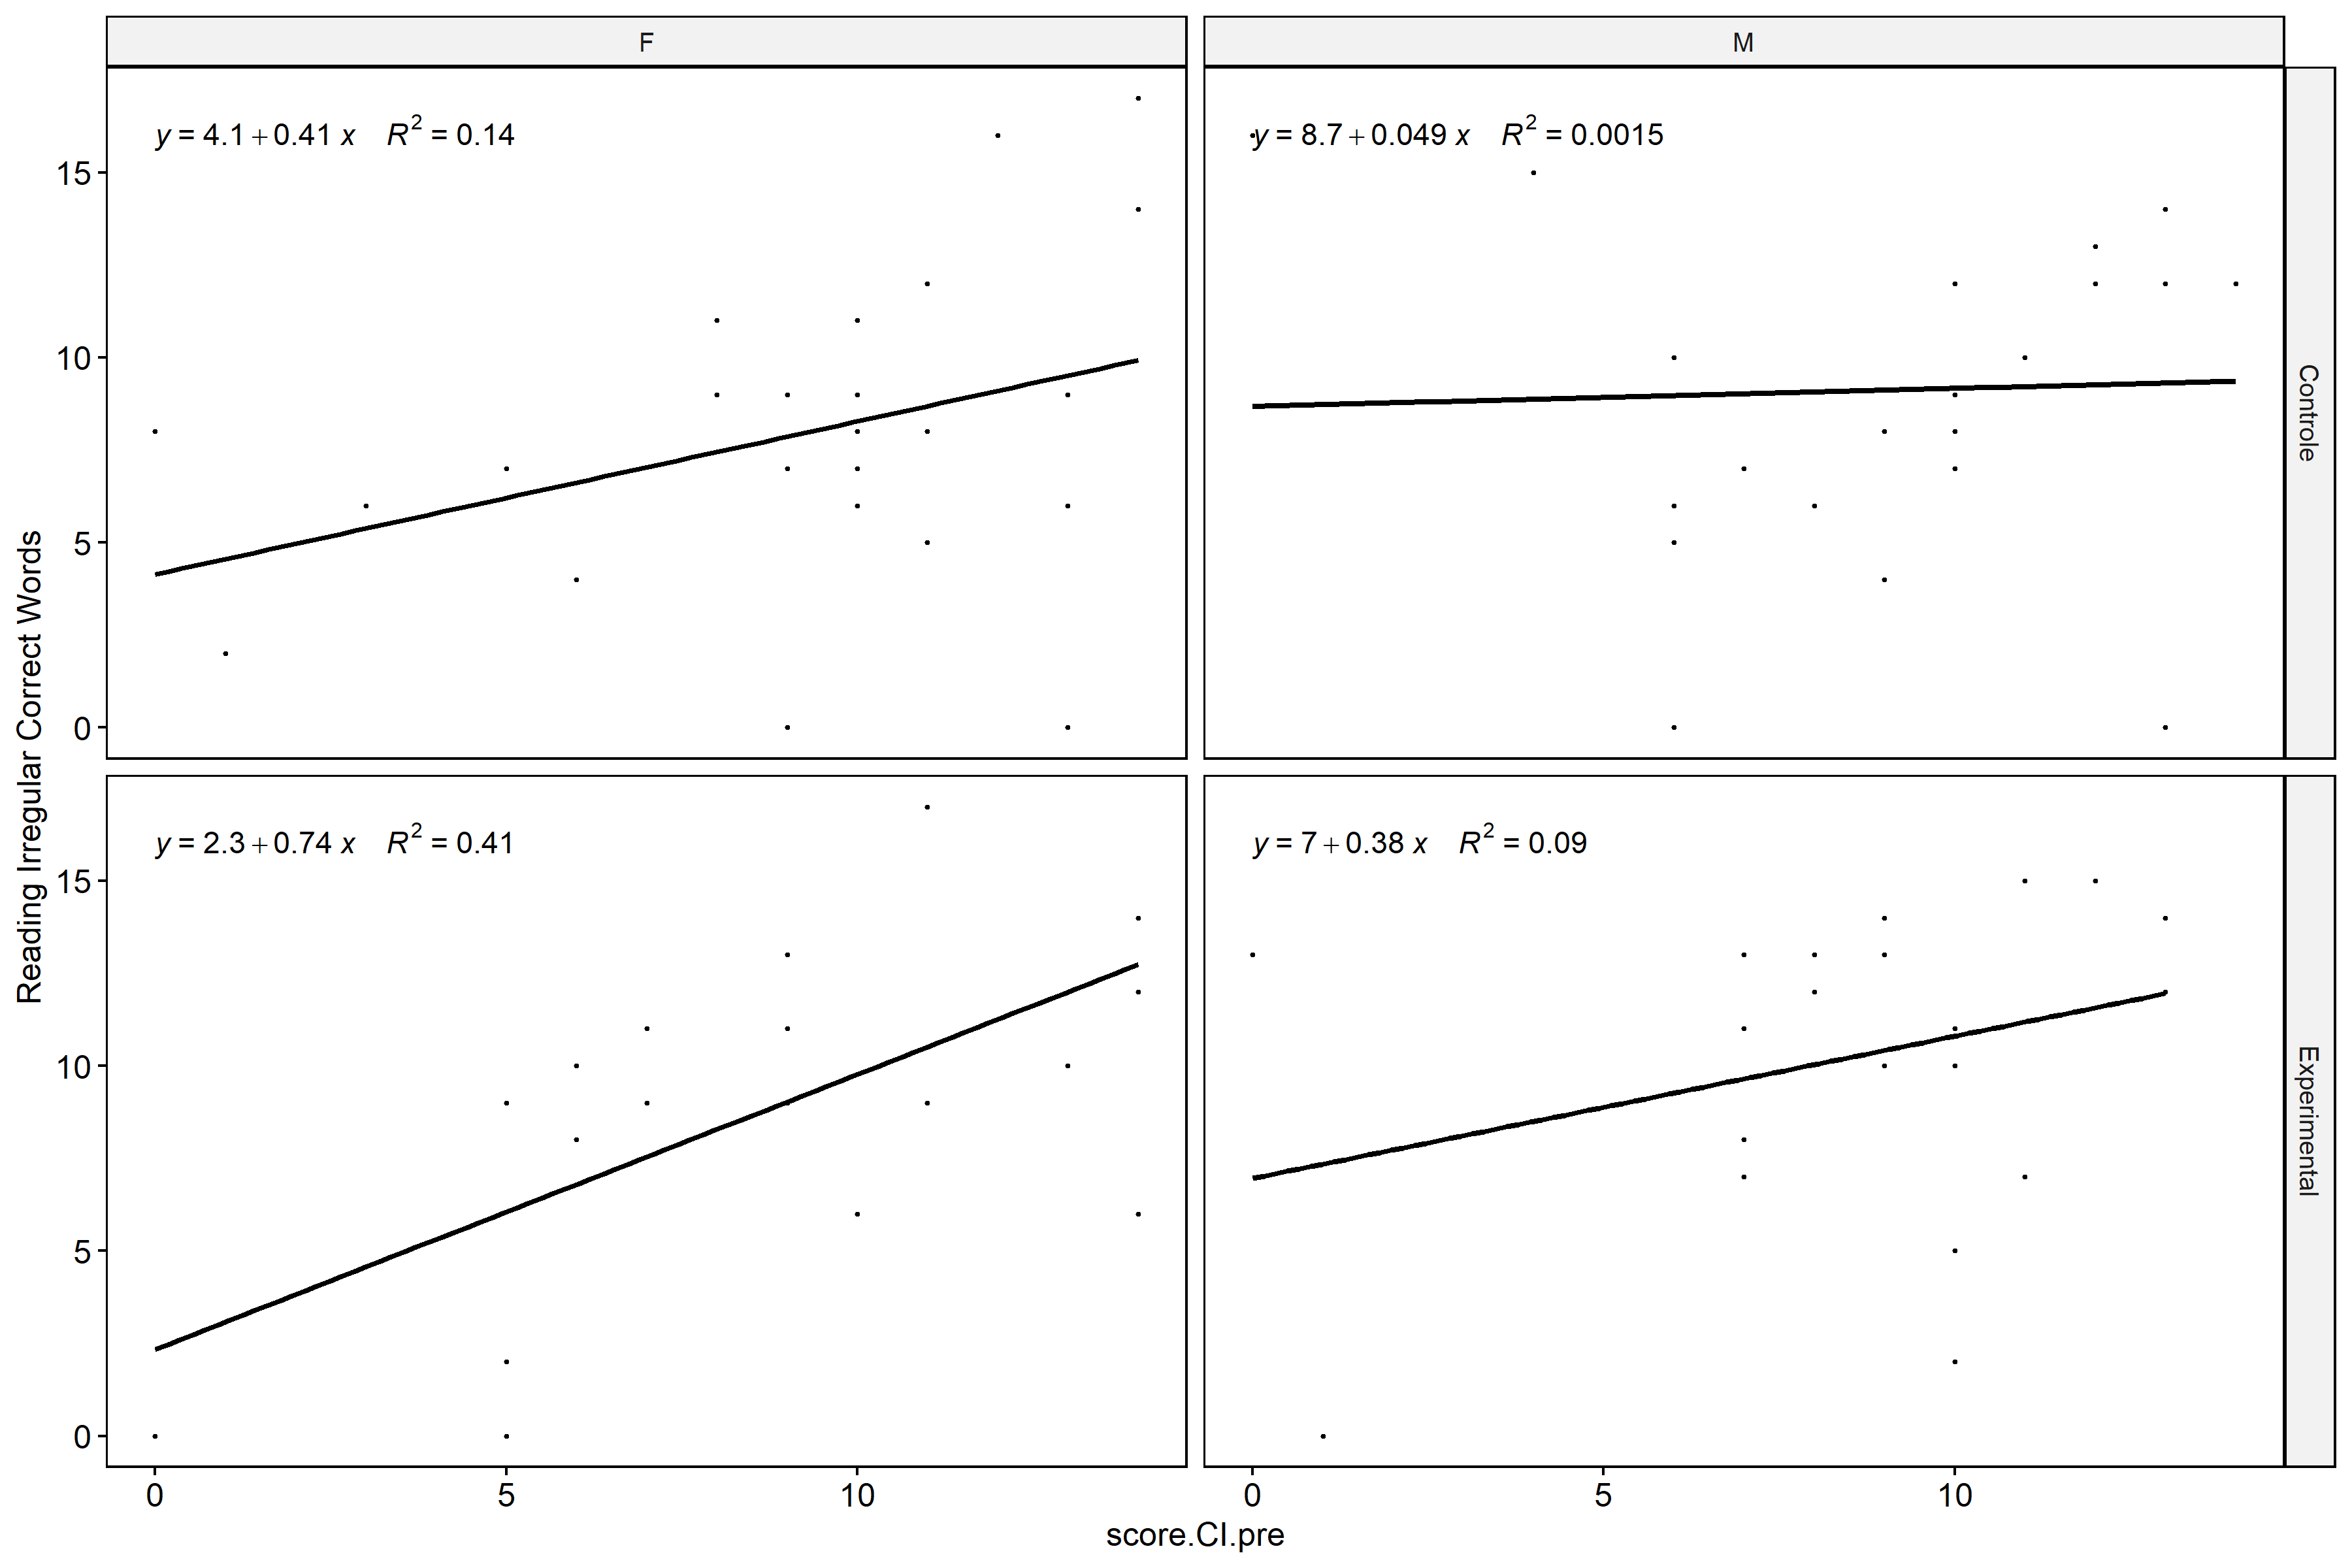 F
M
y = 4.1 + 0.41 x R² = 0.14
y = 8.7 + 0.049 x R² = 0.0015
15
10
5
0
Controle
Reading Irregular Correct Words
y = 2.3 + 0.74 x R² = 0.41
y = 7 + 0.38 x R² = 0.09
15
10
5
0
Experimental
0 5 10
0 5 10
score.CI.pre